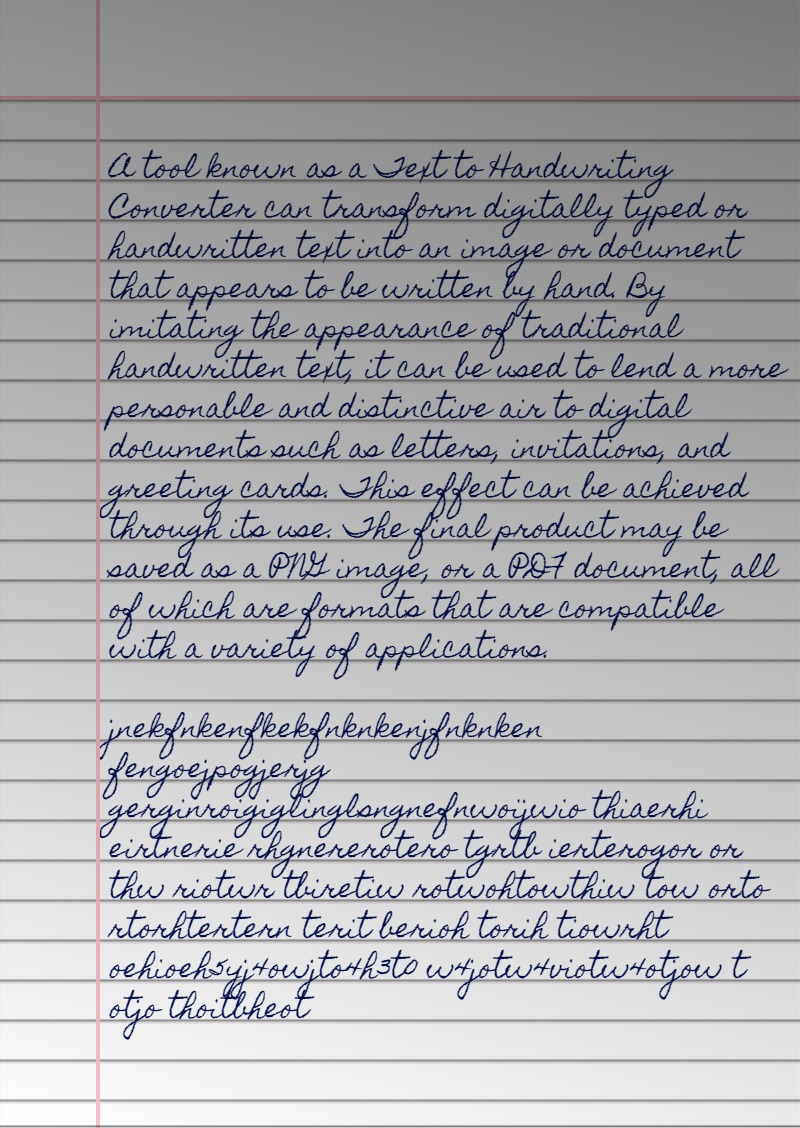 A tool known as a Text to Handwriting
Converter can transform digitally typed or
handwritten text into an image or document
that appears to be written by hand. By
imitating the appearance of traditional
handwritten text, it can be used to lend a more
personable and distinctive air to digital
documents such as letters, invitations, and
greeting cards. This effect can be achieved
through its use. The final product may be
saved as a PNG image, or a PDF document, all
of which are formats that are compatible
with a variety of applications.
jnekfnkenfkekfnknkenjfnknken
fengoejpogjerjg
gerginroigiglinglsngnefnwoijwio thiaerhi
eirtnerie rhgnererotero tgrtb ierterogor or
thw riotwr tbiretiw rotwohtowthiw tow orto
rtorhtertern terit berioh torih tiowrht
oehioeh5yj4owjto4h3t0 w4jotw4viotw4otjow t
otjo thoitbheot